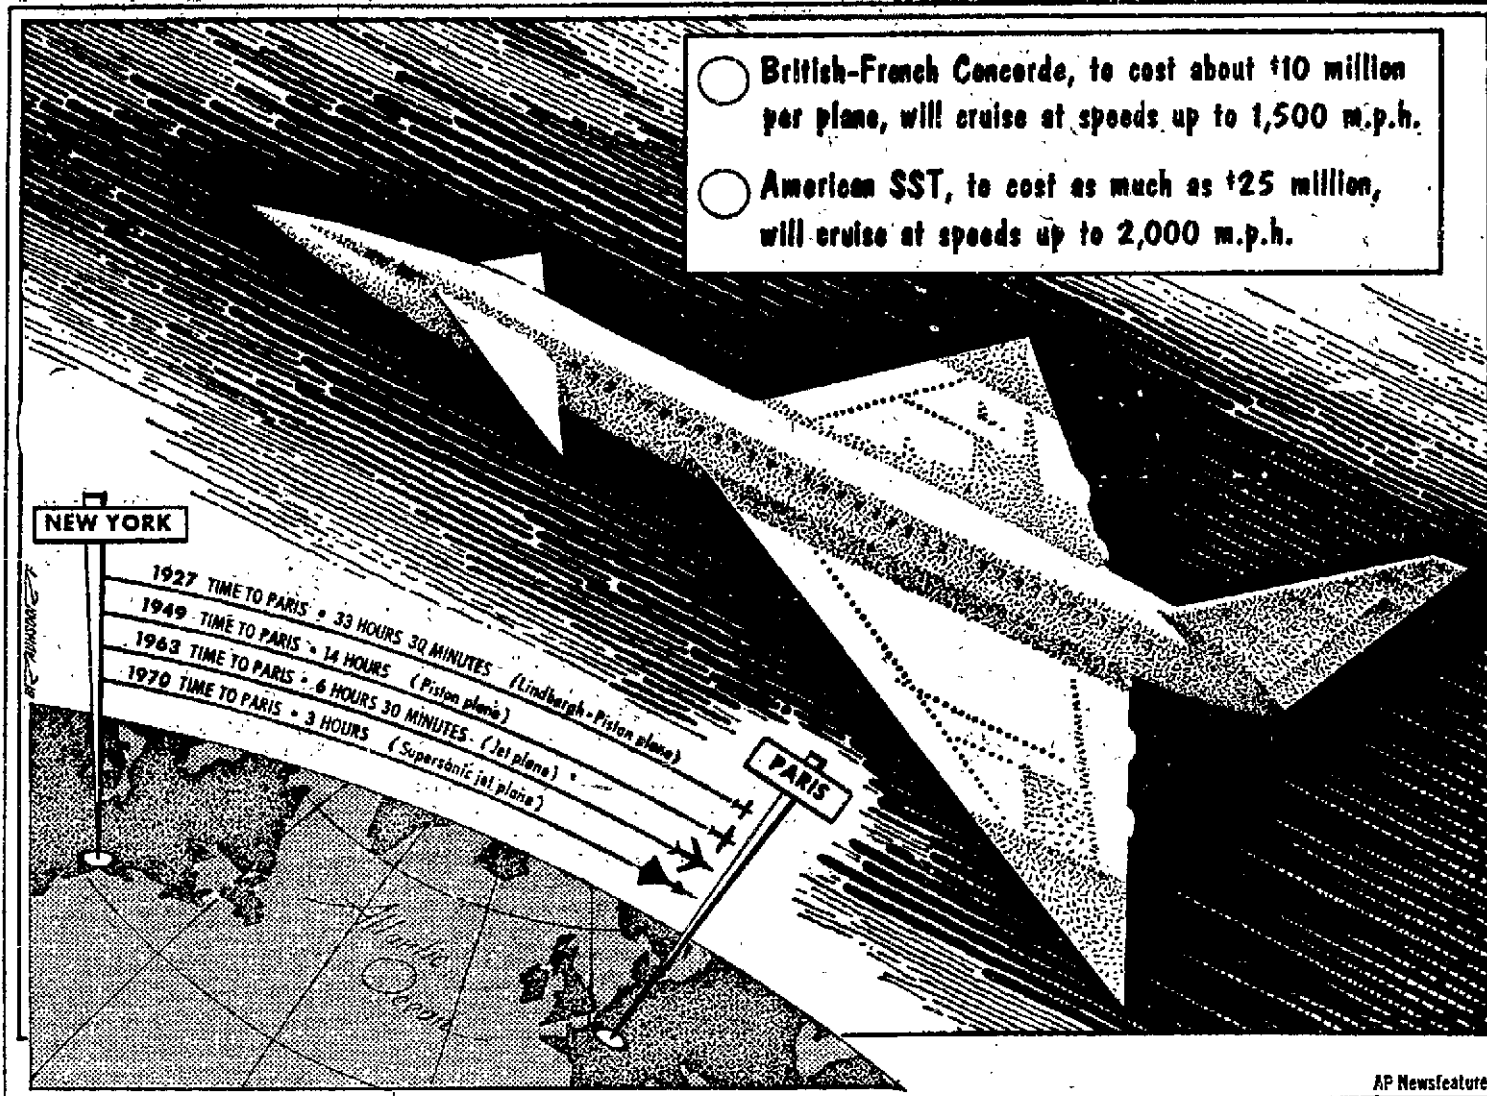 British-French Concorde, to cost about $10 million
per plane, will cruise at speeds up to 1,500 m.p.h.
American SST, to cost as much as $25 million,
will cruise at speeds up to 2,000 m.p.h.
NEW YORK
1927 TIME TO PARIS • 33 HOURS 30 MINUTES (Lindbergh-Piston plane)
1949 TIME TO PARIS • 14 HOURS (Piston plane)
1963 TIME TO PARIS • 6 HOURS 30 MINUTES (Jet plane)
1970 TIME TO PARIS • 3 HOURS (Supersonic jet plane)
PARIS
Atlantic
Ocean
AP Newsfeature